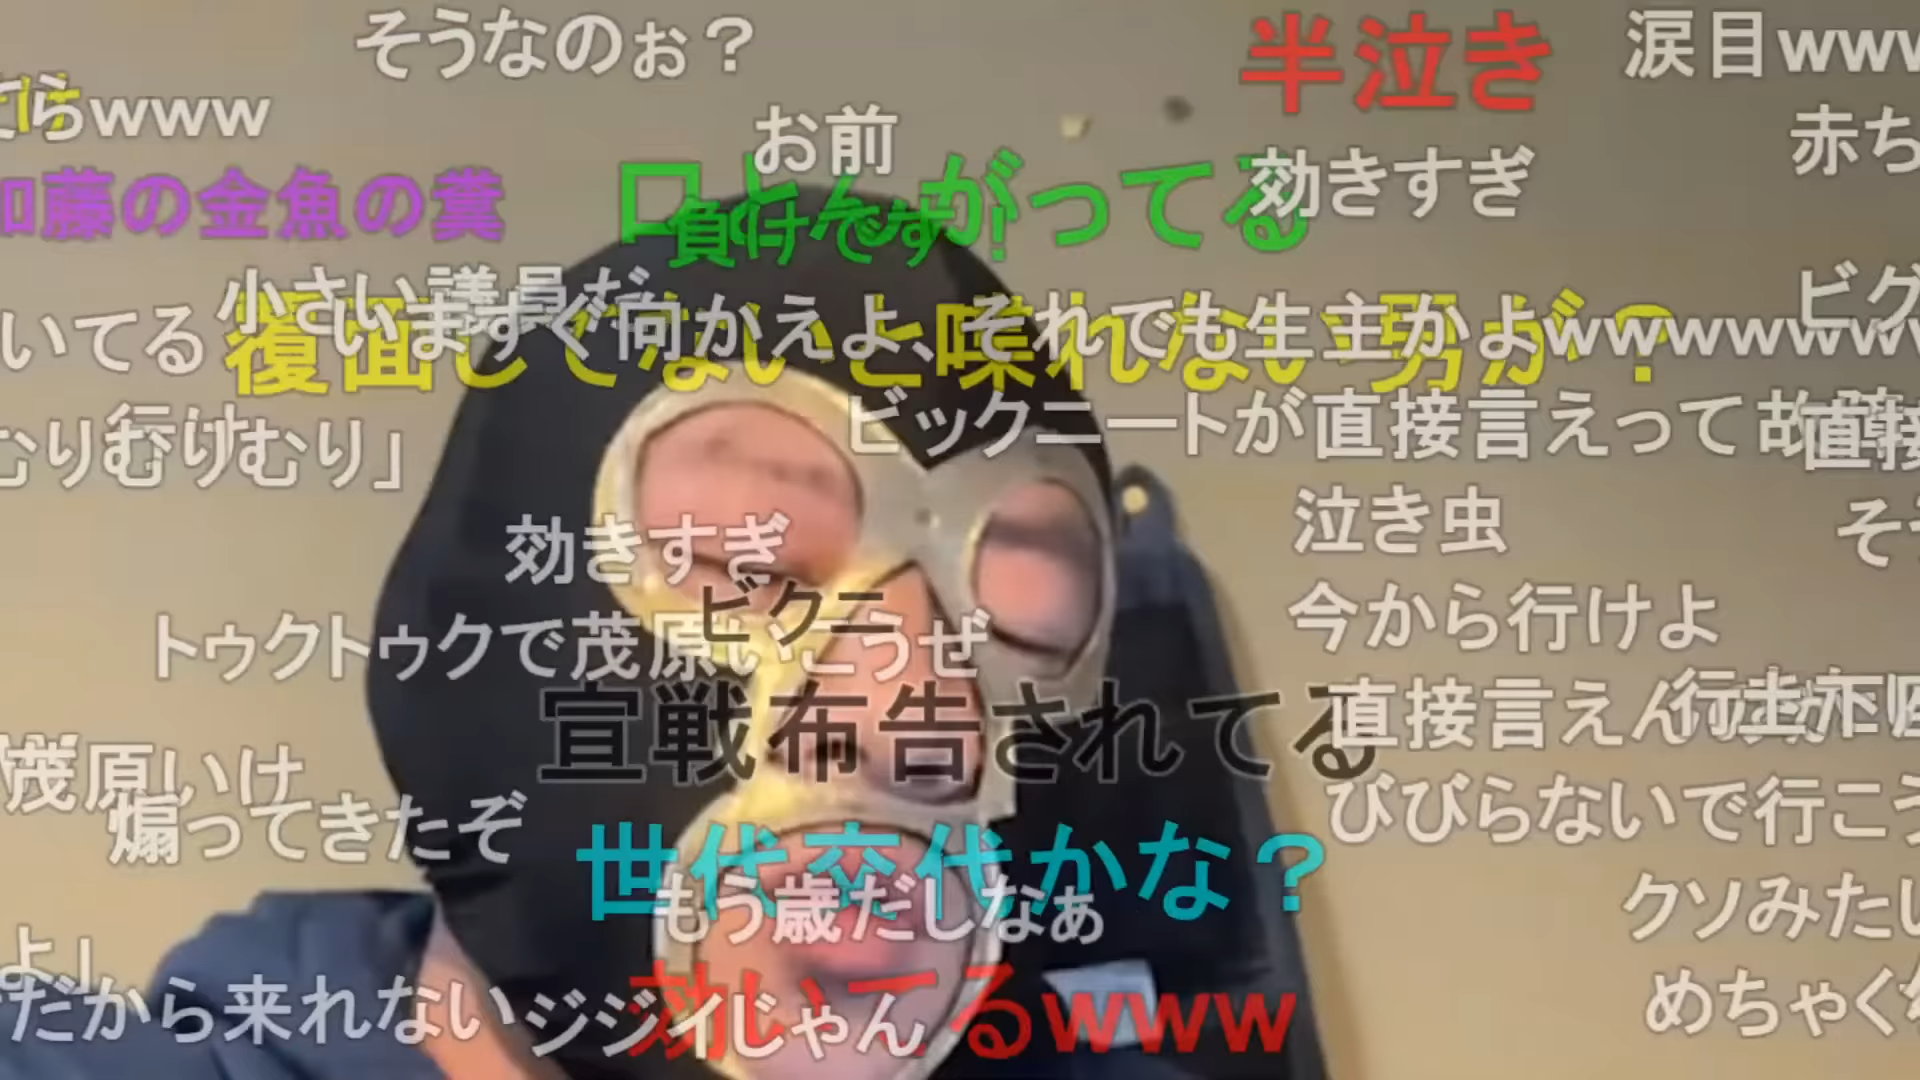 そうなのぉ？
半泣き
涙目www
らwww
お前
赤ち
藤の金魚の糞
口とんがってる
効きすぎ
負けです！
小さい議員だ
いますぐ向かえよ、それでも生主かよwwwwwww
ビク
いてる
覆面してないと喋れない男が？
ビックニートが直接言えって
直接
行け
むりむりむり」
泣き虫
そ
効きすぎ
ビクニ
今から行けよ
トゥクトゥクで茂原いこうぜ
宣戦布告されてる
直接言えん
茂原いけ
びびらないで行こう
煽ってきたぞ
世代交代かな？
もう歳だしなぁ
クソみたい
よ」
だから来れない
ジジイじゃん
効いてるwww
めちゃく